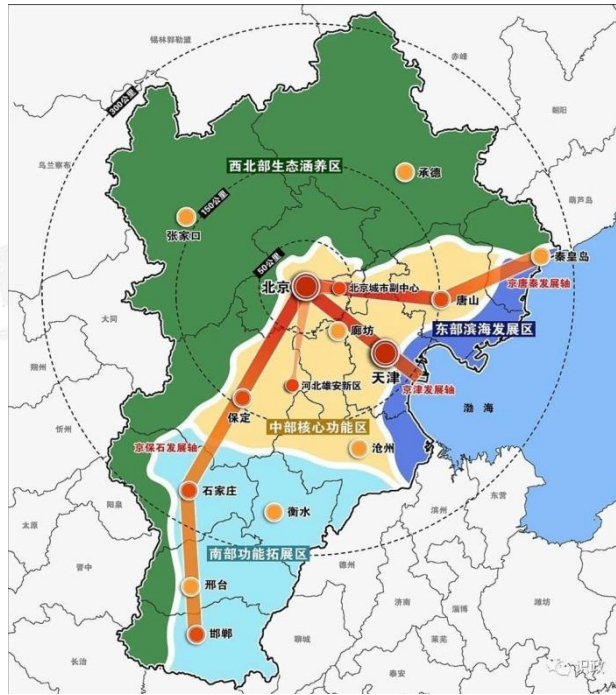 锡林郭勒盟
赤峰
朝阳
300公里
乌兰察布
西北部生态涵养区
承德
葫芦岛
150公里
张家口
50公里
秦皇岛
北京
北京城市副中心
京唐秦发展轴
唐山
大同
廊坊
东部滨海发展区
天津
朔州
河北雄安新区
京津发展轴
保定
渤 海
忻州
中部核心功能区
京保石发展轴
沧州
石家庄
阳泉
东营
滨州
衡水
太原
南部功能拓展区
德州
晋中
邢台
济南
淄博
潍坊
邯郸
聊城
莱芜
长治
泰安
识政